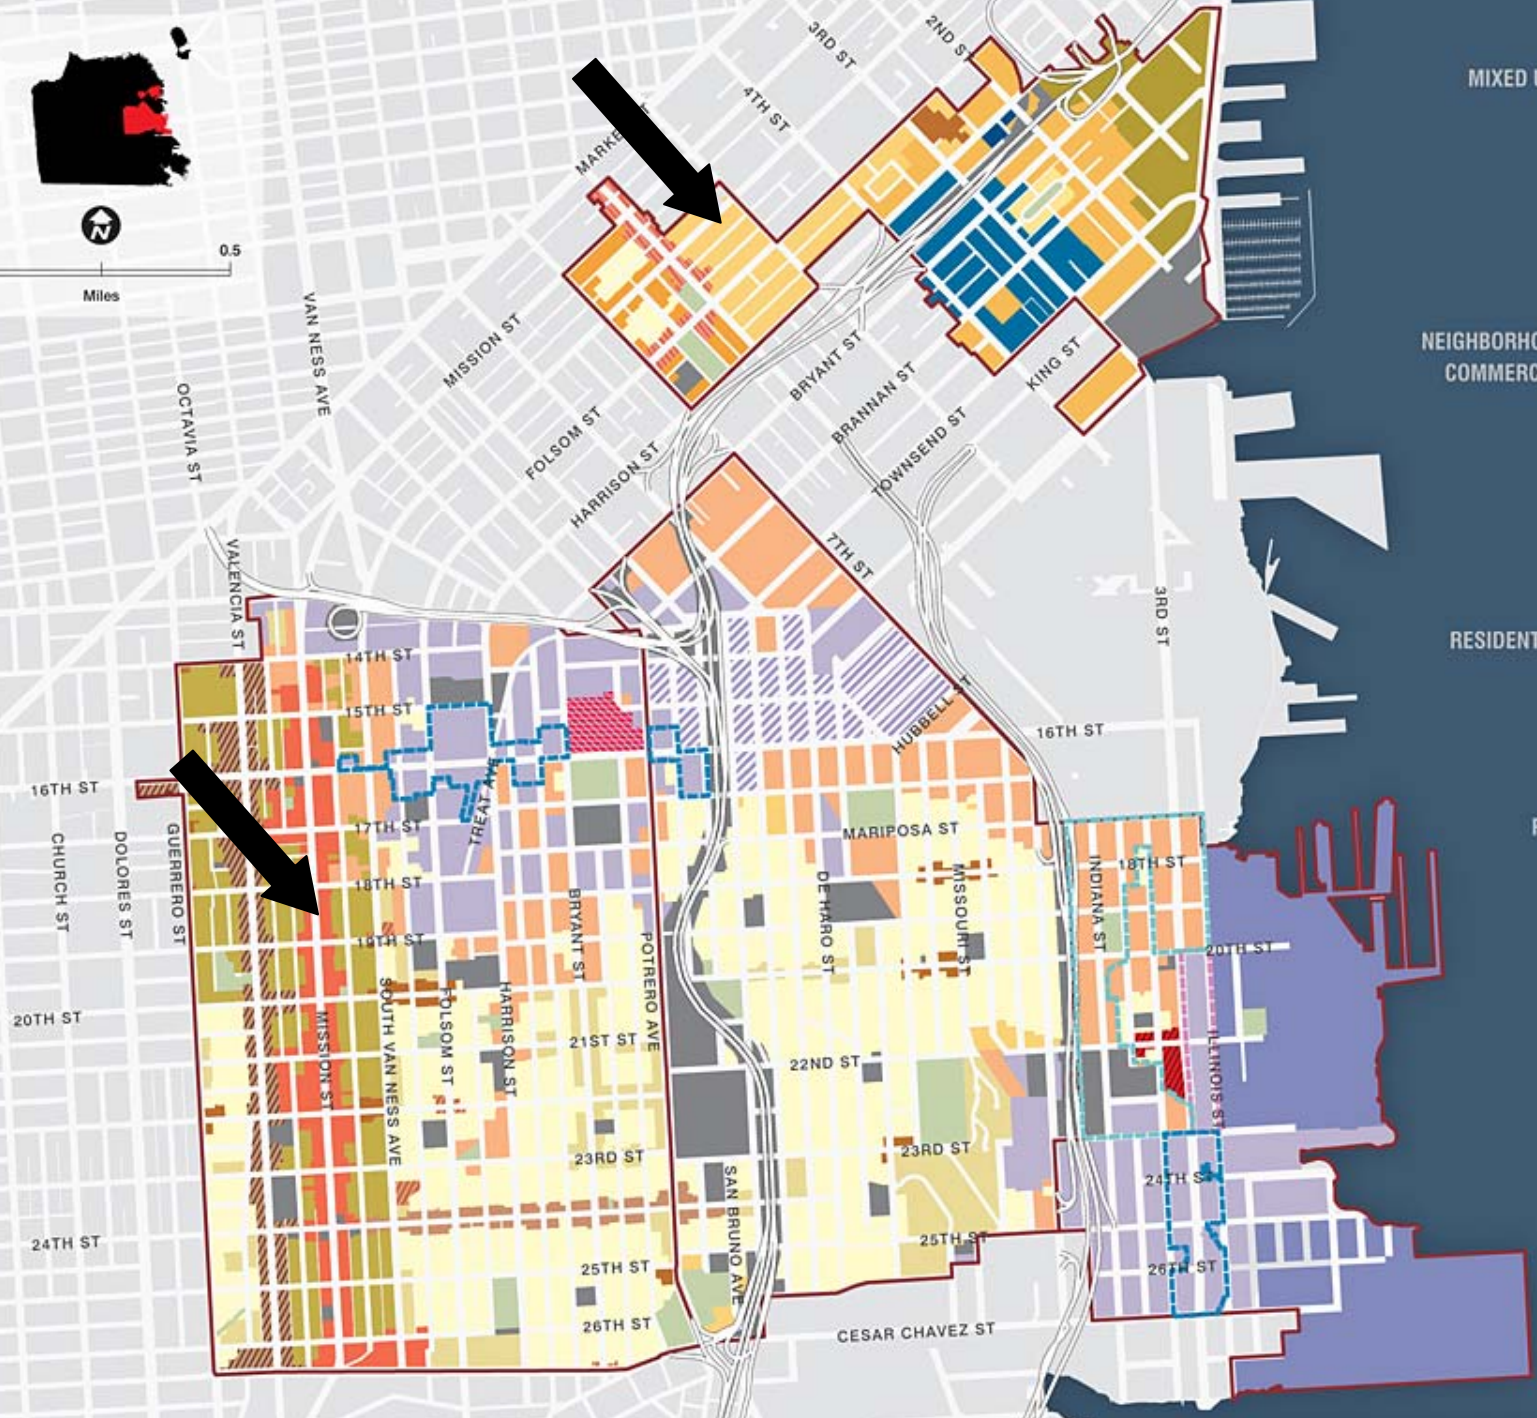 2ND ST
3RD ST
4TH ST
MIXED
N
0.5
Miles
VAN NESS AVE
MISSION ST
OCTAVIA ST
FOLSOM ST
HARRISON ST
BRYANT ST
BRANNAN ST
TOWNSEND ST
KING ST
NEIGHBORHO
COMMERC
7TH ST
VALENCIA ST
3RD ST
RESIDENT
14TH ST
15TH ST
HUBBELL ST
16TH ST
16TH ST
TREAT AVE
17TH ST
MARIPOSA ST
CHURCH ST
DOLORES ST
GUERRERO ST
18TH ST
18TH ST
BRYANT ST
DE HARO ST
MISSOURI ST
INDIANA ST
19TH ST
20TH ST
POTRERO AVE
20TH ST
MISSION ST
SOUTH VAN NESS AVE
FOLSOM ST
HARRISON ST
21ST ST
22ND ST
ILLINOIS ST
23RD ST
23RD ST
24TH ST
SAN BRUNO AVE
24TH ST
25TH ST
25TH ST
26TH ST
26TH ST
CESAR CHAVEZ ST